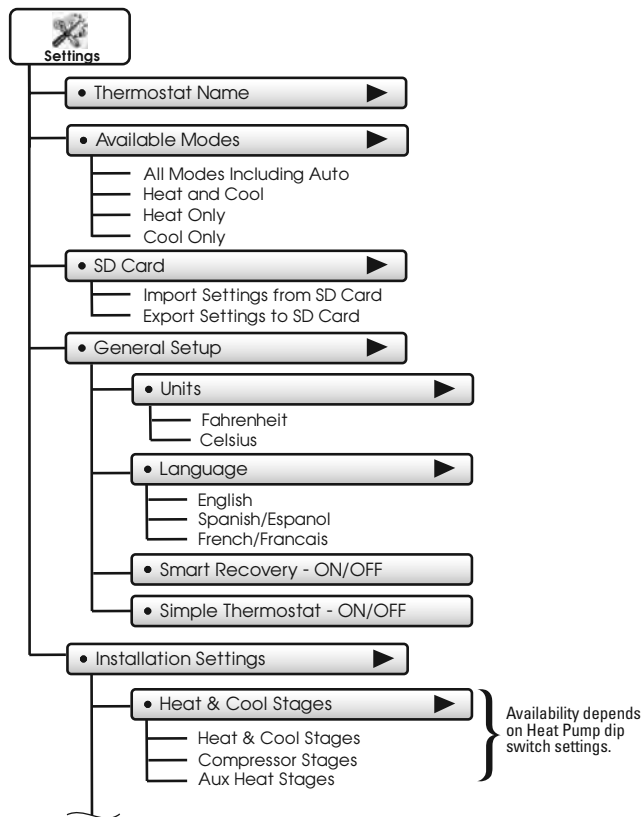 Settings
• Thermostat Name
• Available Modes
All Modes Including Auto
Heat and Cool
Heat Only
Cool Only
• SD Card
Import Settings from SD Card
Export Settings to SD Card
• General Setup
• Units
Fahrenheit
Celsius
• Language
English
Spanish/Espanol
French/Francais
• Smart Recovery - ON/OFF
• Simple Thermostat - ON/OFF
• Installation Settings
• Heat & Cool Stages
Heat & Cool Stages
Compressor Stages
Aux Heat Stages
Availability depends
on Heat Pump dip
switch settings.